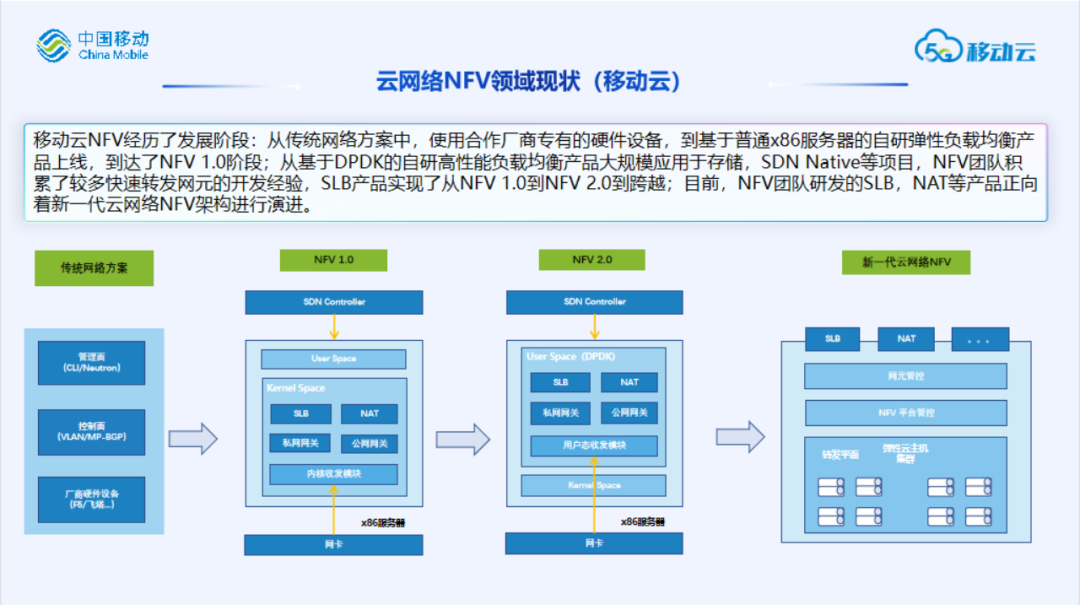 中国移动
China Mobile
5G 移动云
云网络NFV领域现状（移动云）
移动云NFV经历了发展阶段：从传统网络方案中，使用合作厂商专有的硬件设备，到基于普通x86服务器的自研弹性负载均衡产
品上线，到达了NFV 1.0阶段；从基于DPDK的自研高性能负载均衡产品大规模应用于存储，SDN Native等项目，NFV团队积
累了较多快速转发网元的开发经验，SLB产品实现了从NFV 1.0到NFV 2.0到跨越；目前，NFV团队研发的SLB，NAT等产品正向
着新一代云网络NFV架构进行演进。
传统网络方案
管理面
(CLI/Neutron)
控制面
(VLAN/MP-BGP)
厂商硬件设备
(F5/飞塔...)
NFV 1.0
SDN Controller
User Space
Kernel Space
SLB
NAT
私网网关
公网网关
内核收发模块
x86服务器
网卡
NFV 2.0
SDN Controller
User Space (DPDK)
SLB
NAT
私网网关
公网网关
用户态收发模块
Kernel Space
x86服务器
网卡
新一代云网络NFV
SLB
NAT
...
网元管控
NFV 平台管控
转发平面
弹性云主机
集群